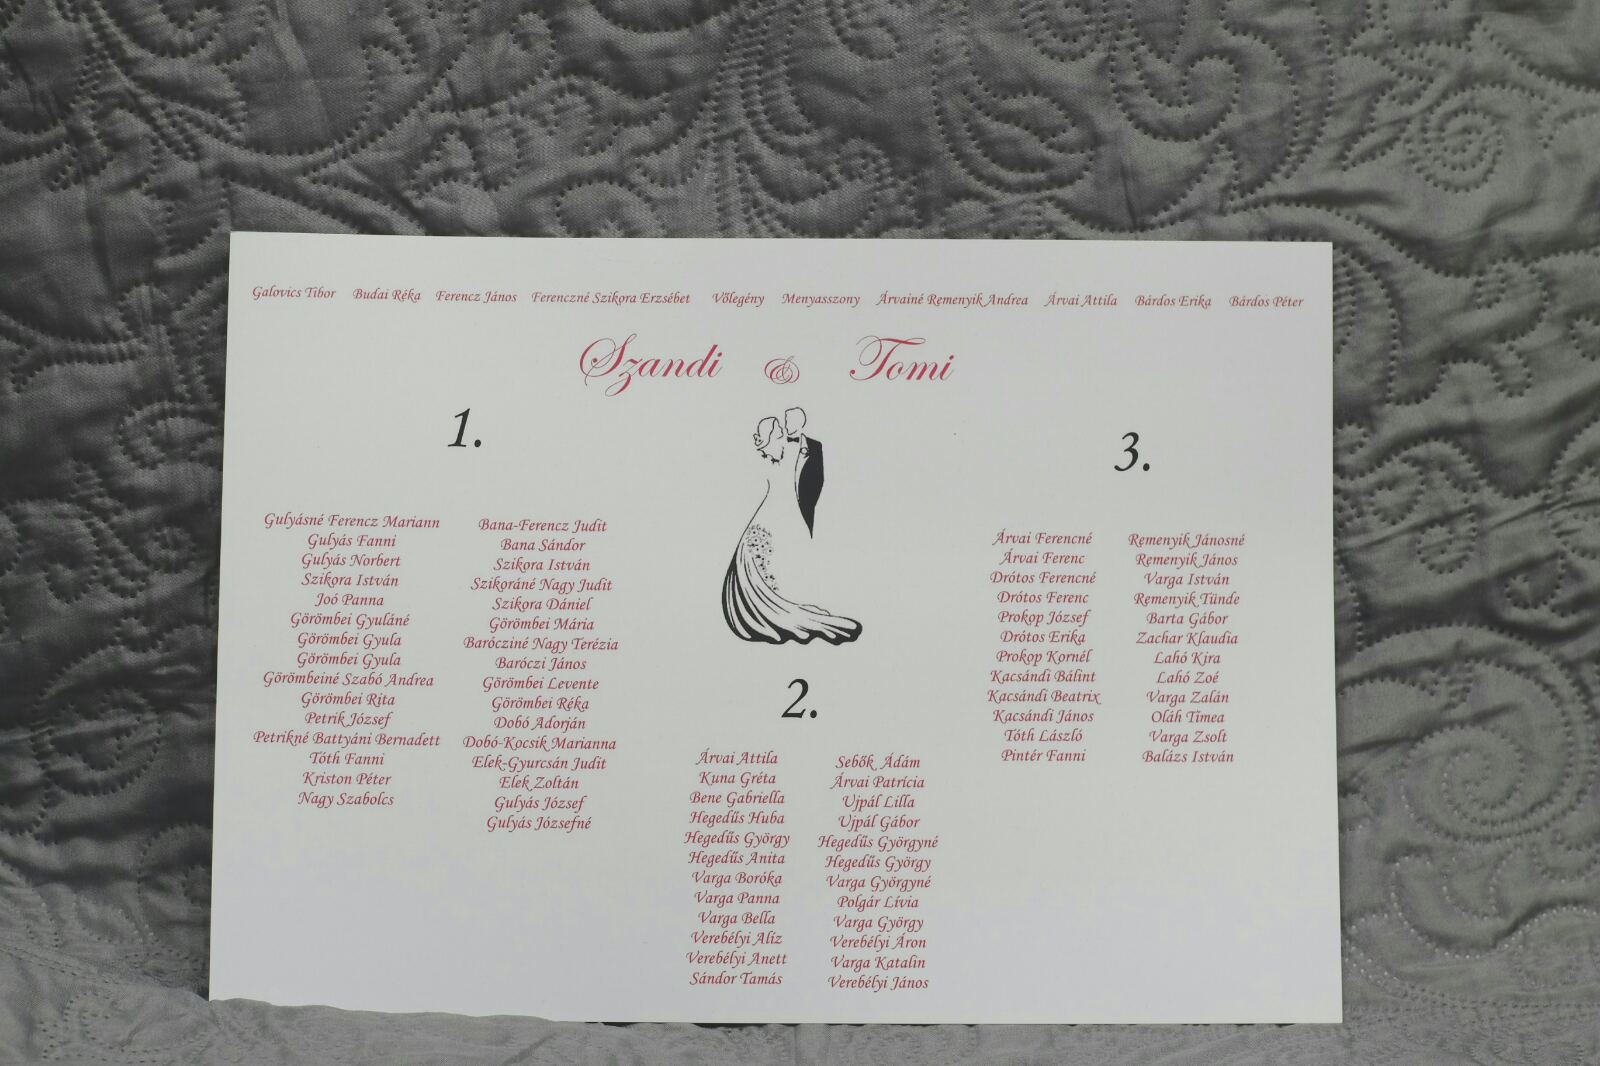 Galovics Tibor Budai Réka Ferencz János Ferenczné Szikora Erzsébet Vőlegény Menyasszony Árvainé Remenyik Andrea Árvai Attila Bárdos Erika Bárdos Péter
Szandi & Tomi
1.
Gulyásné Ferencz Mariann
Gulyás Fanni
Gulyás Norbert
Szikora István
Joó Panna
Görömbei Gyuláné
Görömbei Gyula
Görömbei Gyula
Görömbeiné Szabó Andrea
Görömbei Rita
Petrik József
Petrikné Battyáni Bernadett
Tóth Fanni
Kriston Péter
Nagy Szabolcs
Bana-Ferencz Judit
Bana Sándor
Szikora István
Szikoráné Nagy Judit
Szikora Dániel
Görömbei Mária
Barócziné Nagy Terézia
Baróczi János
Görömbei Levente
Görömbei Réka
Dobó Adorján
Dobó-Kocsik Marianna
Elek-Gyurcsán Judit
Elek Zoltán
Gulyás József
Gulyás Józsefné
2.
Árvai Attila
Kuna Gréta
Bene Gabriella
Hegedűs Huba
Hegedűs György
Hegedűs Anita
Varga Boróka
Varga Panna
Varga Bella
Verebélyi Alíz
Verebélyi Anett
Sándor Tamás
Sebők Ádám
Árvai Patrícia
Ujpál Lilla
Ujpál Gábor
Hegedűs Györgyné
Hegedűs György
Varga Györgyné
Polgár Lívia
Varga György
Verebélyi Áron
Varga Katalin
Verebélyi János
3.
Árvai Ferencné
Árvai Ferenc
Drótos Ferencné
Drótos Ferenc
Prokop József
Drótos Erika
Prokop Kornél
Kacsándi Bálint
Kacsándi Beatrix
Kacsándi János
Tóth László
Pintér Fanni
Remenyik Jánosné
Remenyik János
Varga István
Remenyik Tünde
Barta Gábor
Zachar Klaudia
Lahó Kira
Lahó Zoé
Varga Zalán
Oláh Tímea
Varga Zsolt
Balázs István